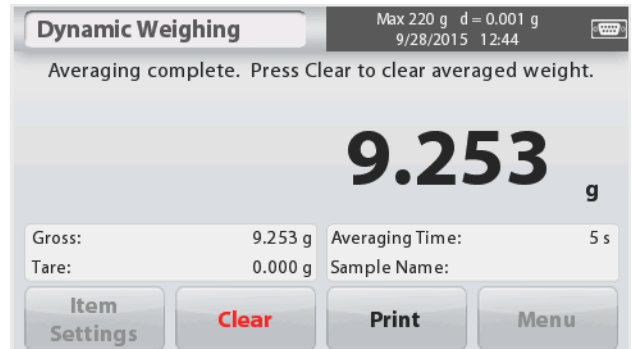 Dynamic Weighing
Max 220 g d = 0.001 g
9/28/2015 12:44
Averaging complete. Press Clear to clear averaged weight.
9.253 g
Gross: 9.253 g
Tare: 0.000 g
Averaging Time: 5 s
Sample Name:
Item
Settings
Clear
Print
Menu